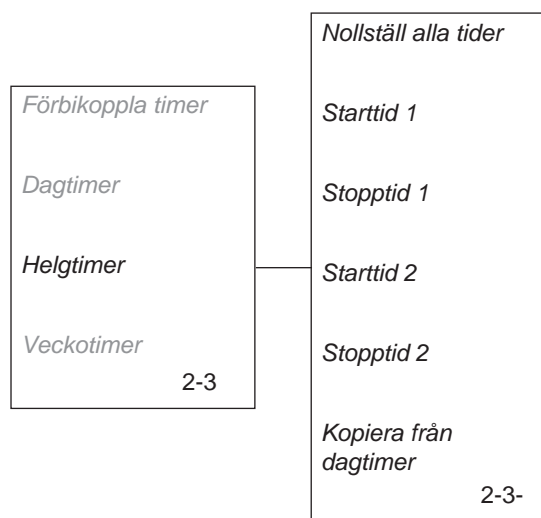 Förbikoppla timer
Dagtimer
Helgtimer
Veckotimer
2-3
Nollställ alla tider
Starttid 1
Stopptid 1
Starttid 2
Stopptid 2
Kopiera från
dagtimer
2-3-